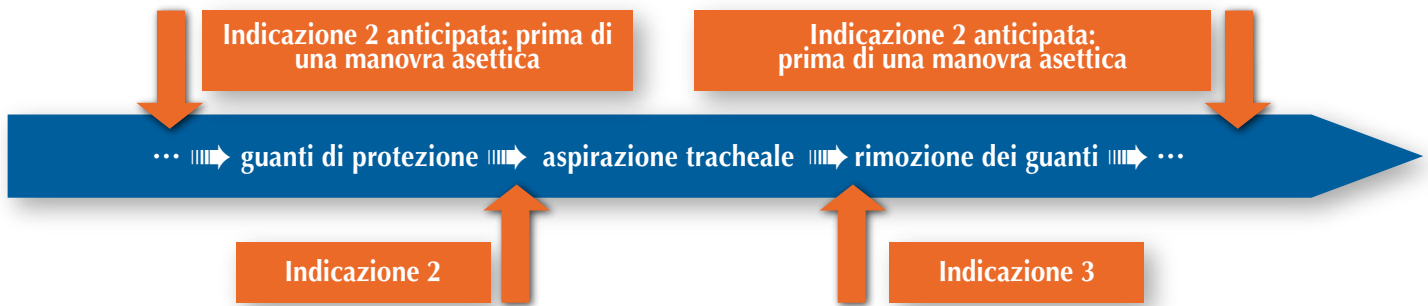 Indicazione 2 anticipata: prima di
una manovra asettica
Indicazione 2 anticipata:
prima di una manovra asettica
... guanti di protezione aspirazione tracheale rimozione dei guanti ...
Indicazione 2
Indicazione 3